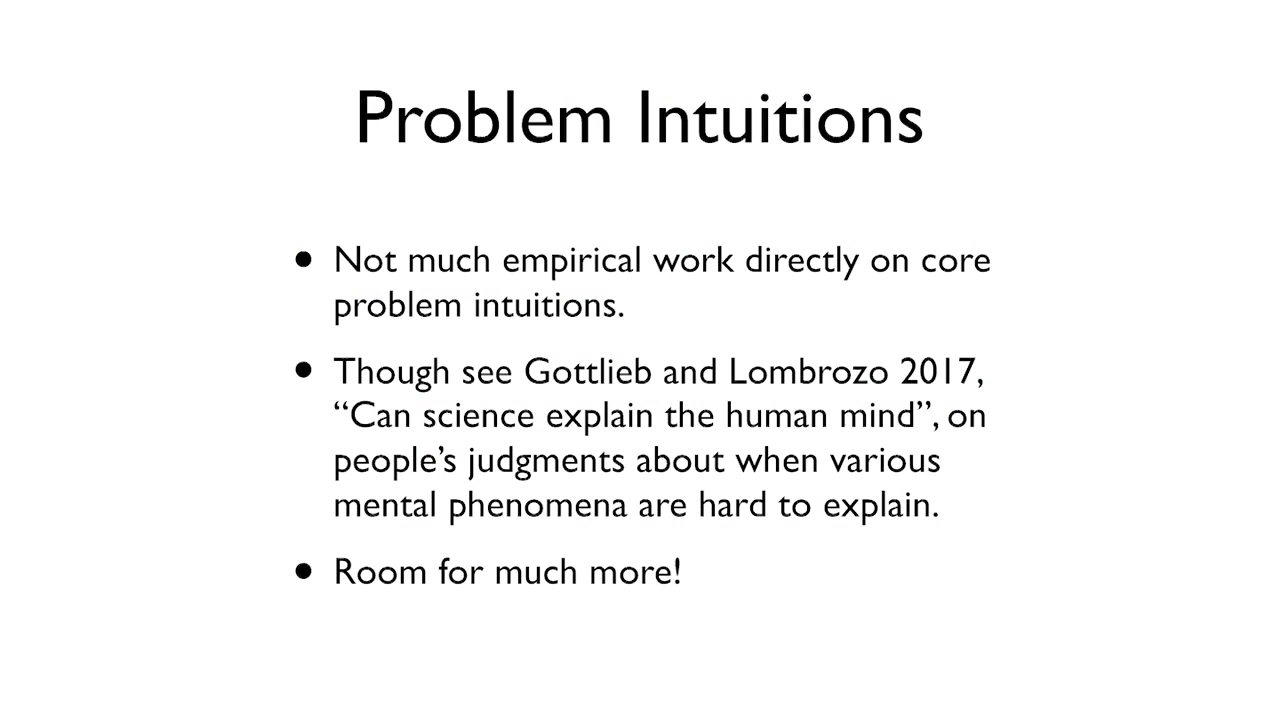 Problem Intuitions
• Not much empirical work directly on core
problem intuitions.
• Though see Gottlieb and Lombrozo 2017,
“Can science explain the human mind”, on
people’s judgments about when various
mental phenomena are hard to explain.
• Room for much more!